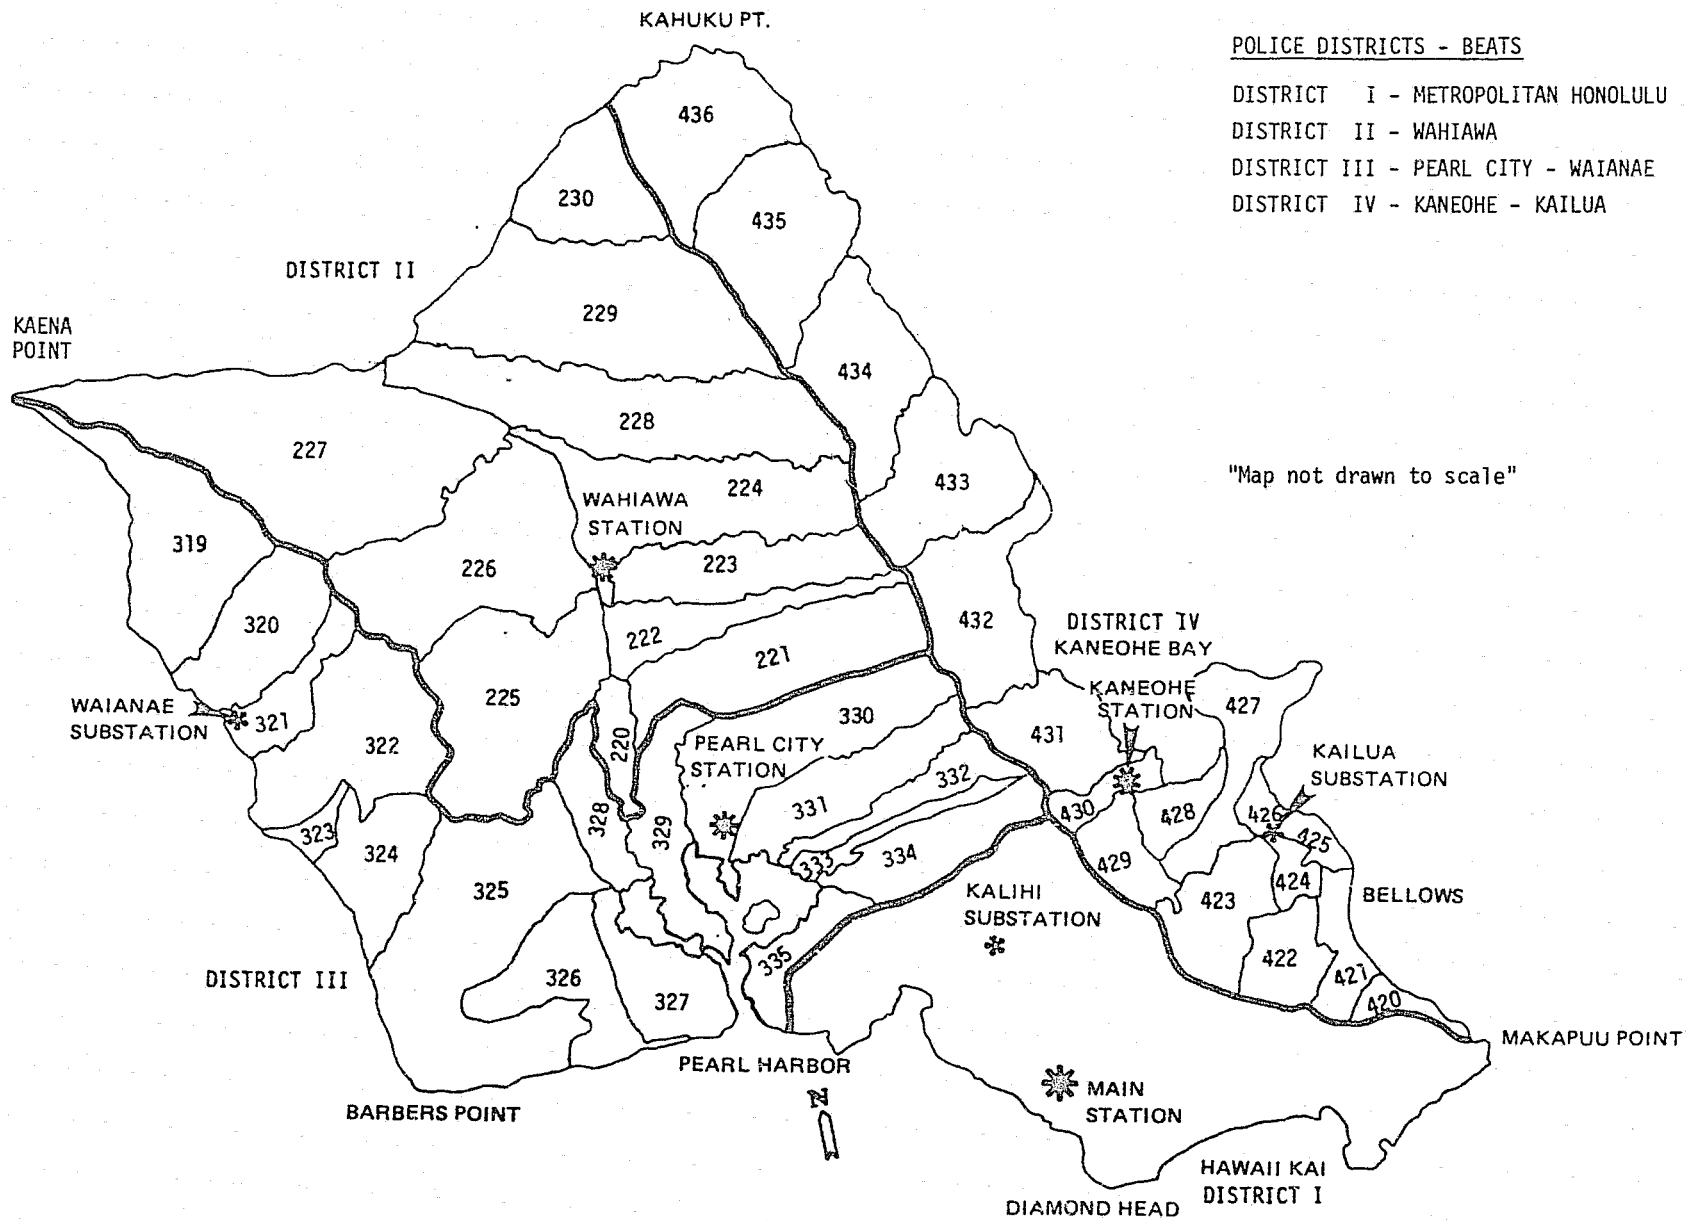 KAHUKU PT.
POLICE DISTRICTS - BEATS
DISTRICT I - METROPOLITAN HONOLULU
DISTRICT II - WAHIAWA
DISTRICT III - PEARL CITY - WAIANAE
DISTRICT IV - KANEOHE - KAILUA
436
230
435
DISTRICT II
229
KAENA
POINT
434
228
227
"Map not drawn to scale"
433
224
WAHIAWA
STATION
319
223
226
320
432
DISTRICT IV
KANEOHE BAY
222
221
KANEOHE
STATION
427
225
WAIANAE
SUBSTATION
321
330
431
322
220
PEARL CITY
STATION
KAILUA
SUBSTATION
332
331
430
428
426
425
323
328
329
324
333
334
429
424
325
423
BELLOWS
KALIHI
SUBSTATION
422
421
420
335
DISTRICT III
326
327
MAKAPUU POINT
PEARL HARBOR
BARBERS POINT
N
MAIN
STATION
HAWAII KAI
DISTRICT I
DIAMOND HEAD